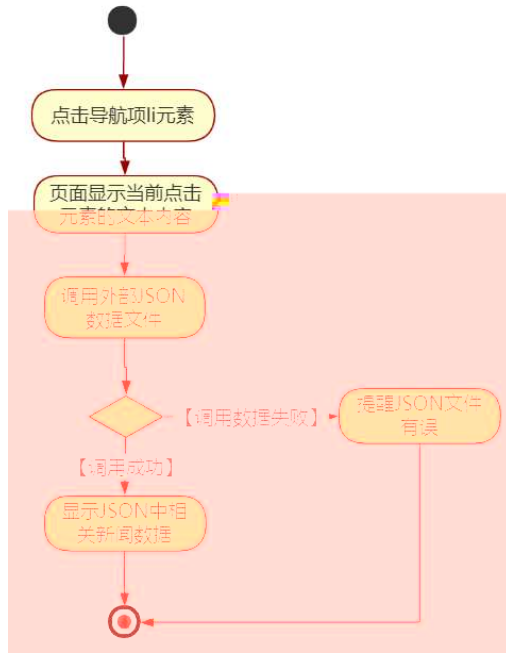 点击导航项li元素
页面显示当前点击
元素的文本内容
调用外部JSON
数据文件
【调用数据失败】
提醒JSON文件
有误
【调用成功】
显示JSON中相
关新闻数据